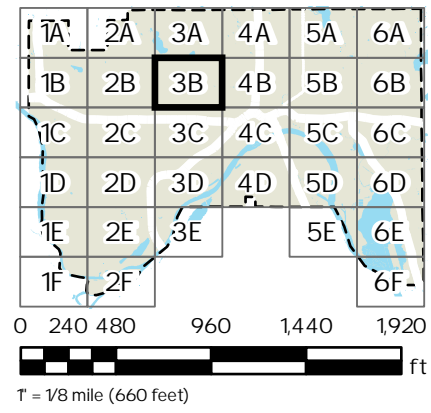 1A 2A 3A 4A 5A 6A
1B 2B 3B 4B 5B 6B
1C 2C 3C 4C 5C 6C
1D 2D 3D 4D 5D 6D
1E 2E 3E 5E 6E
1F 2F 6F
0 240 480 960 1,440 1,920
ft
1" = 1/8 mile (660 feet)